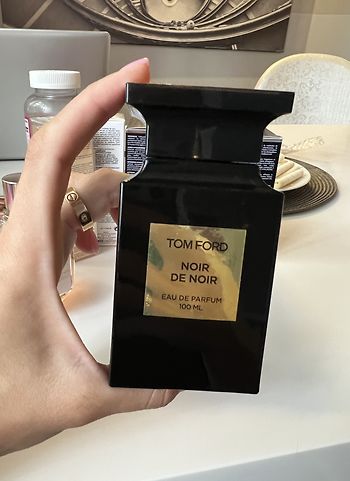 TOM FORD
NOIR
DE NOIR
EAU DE PARFUM
100 ML